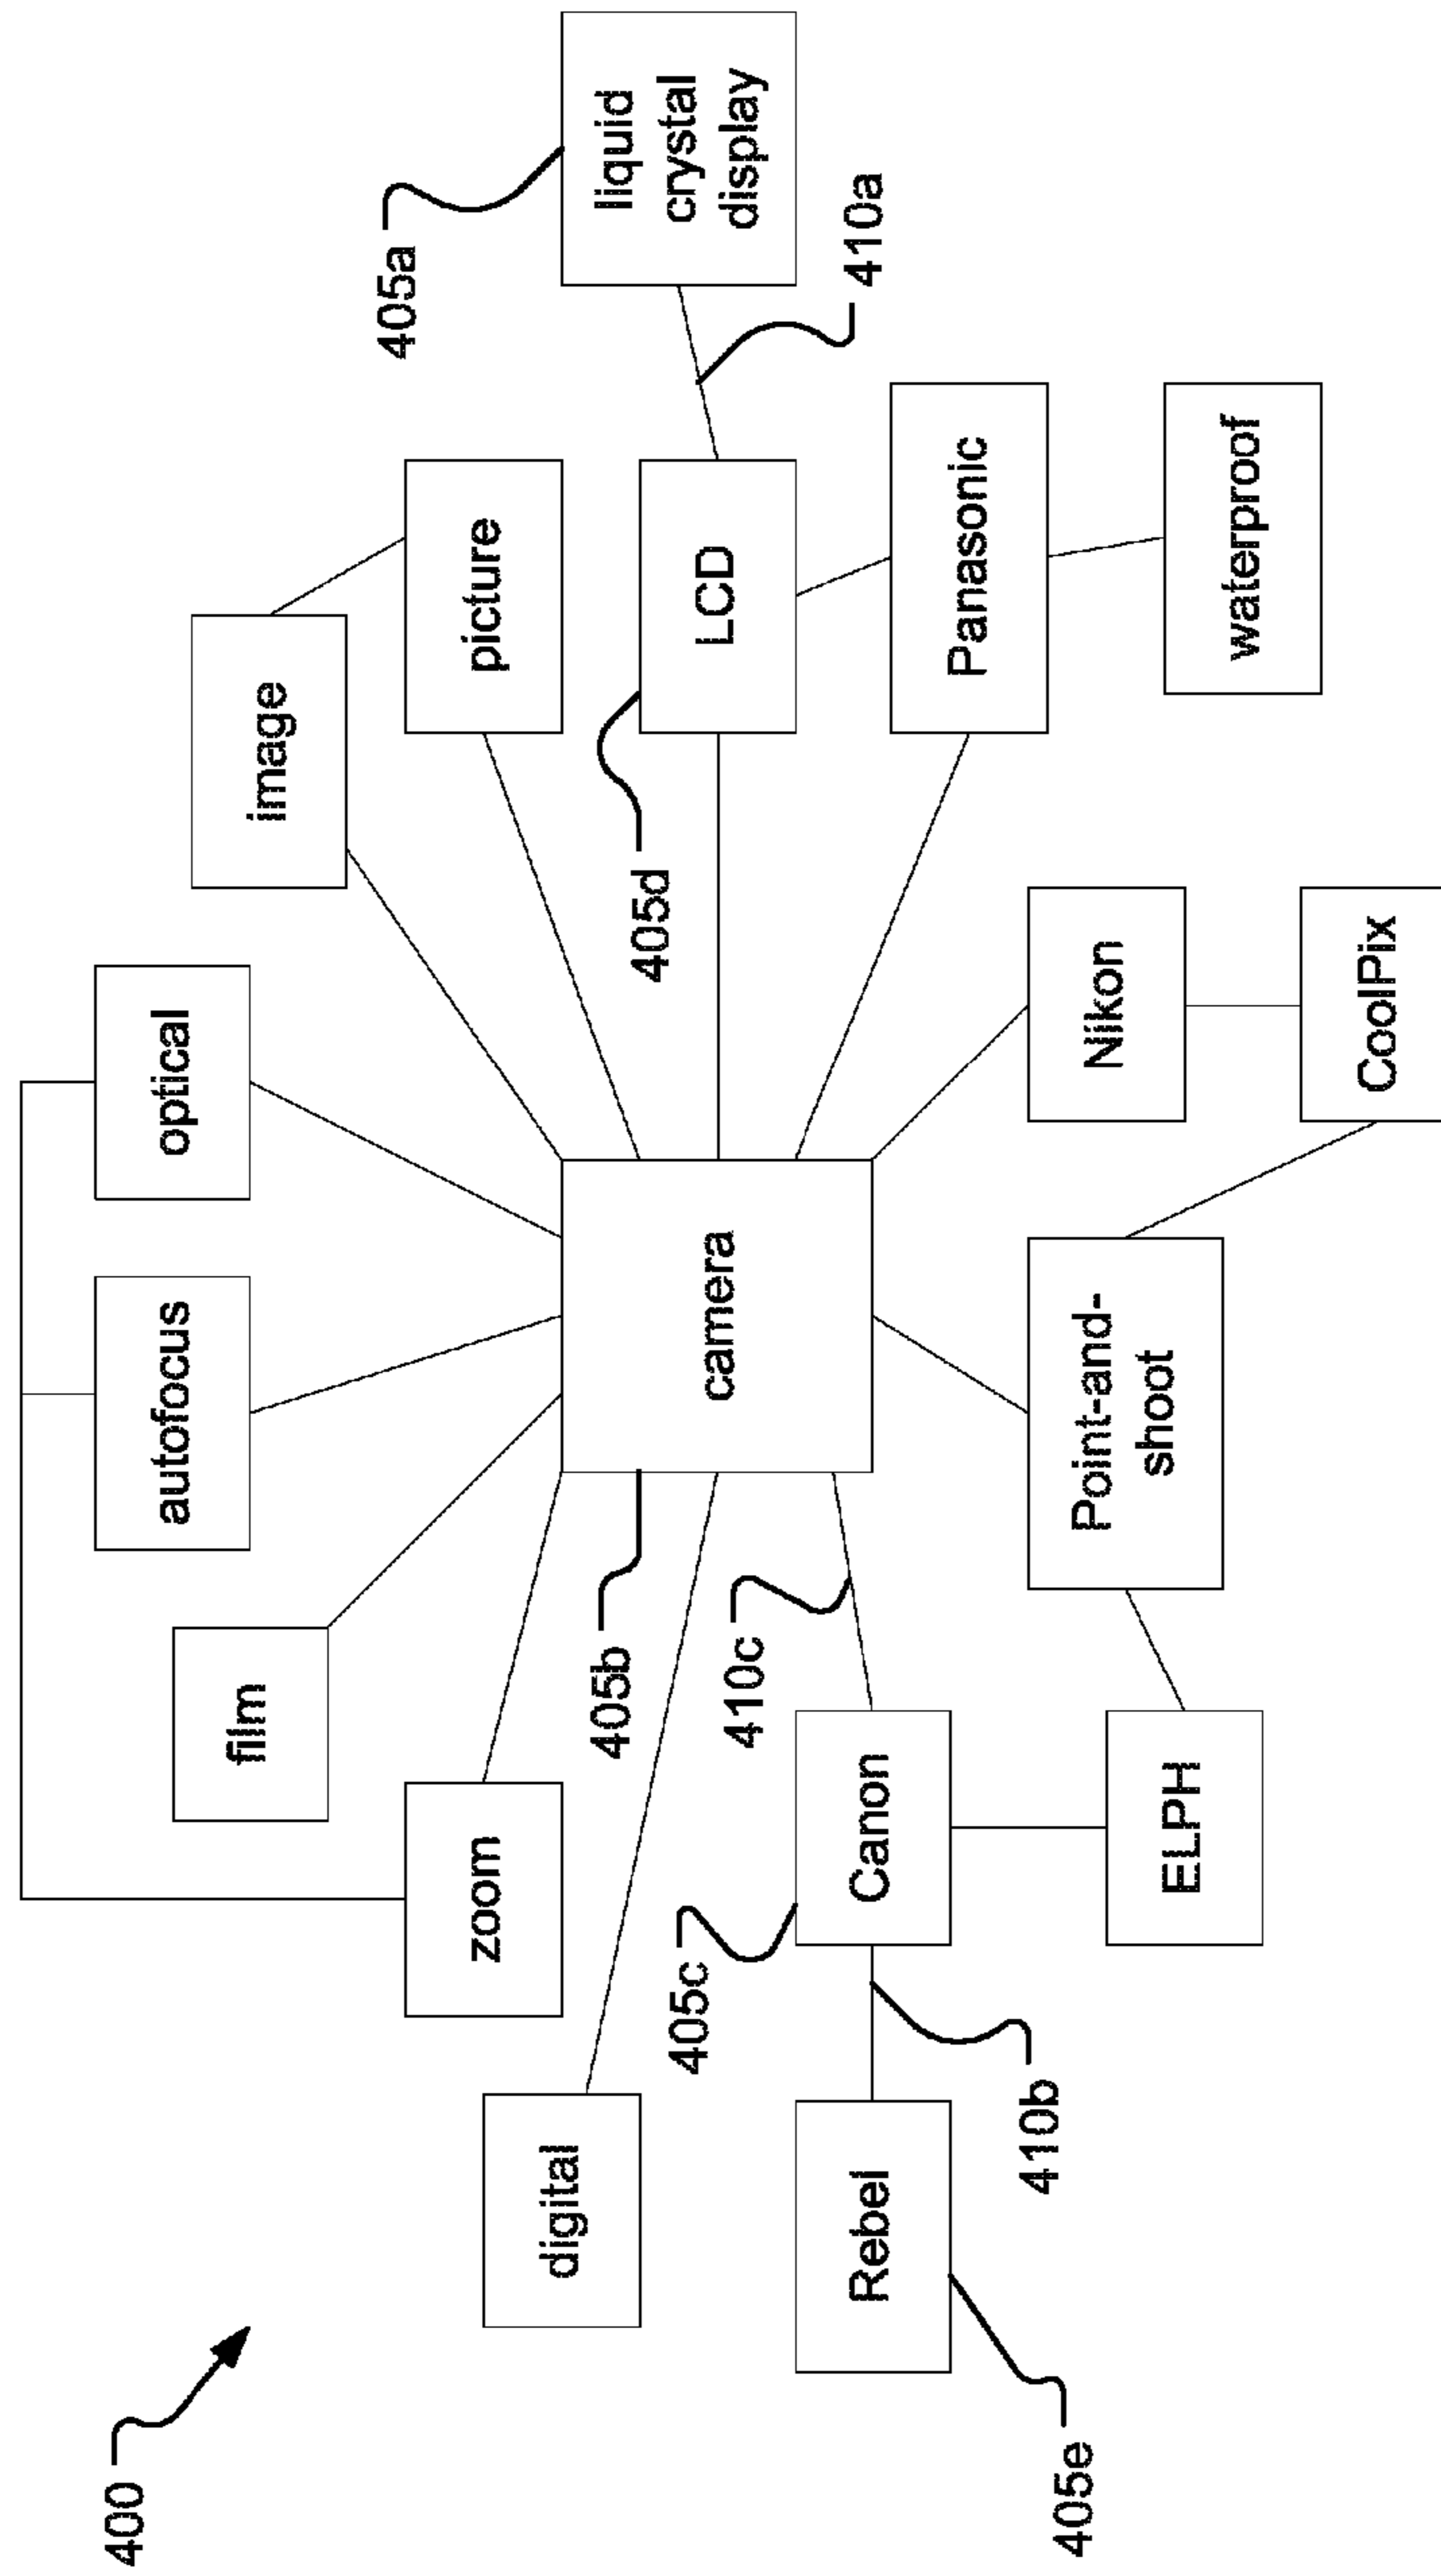 400
optical
autofocus
image
film
405a
liquid
crystal
display
zoom
picture
digital
405b
405d
LCD
410a
camera
405c
410c
Rebel
Canon
Panasonic
410b
405e
ELPH
Point-and-
shoot
Nikon
waterproof
CoolPix